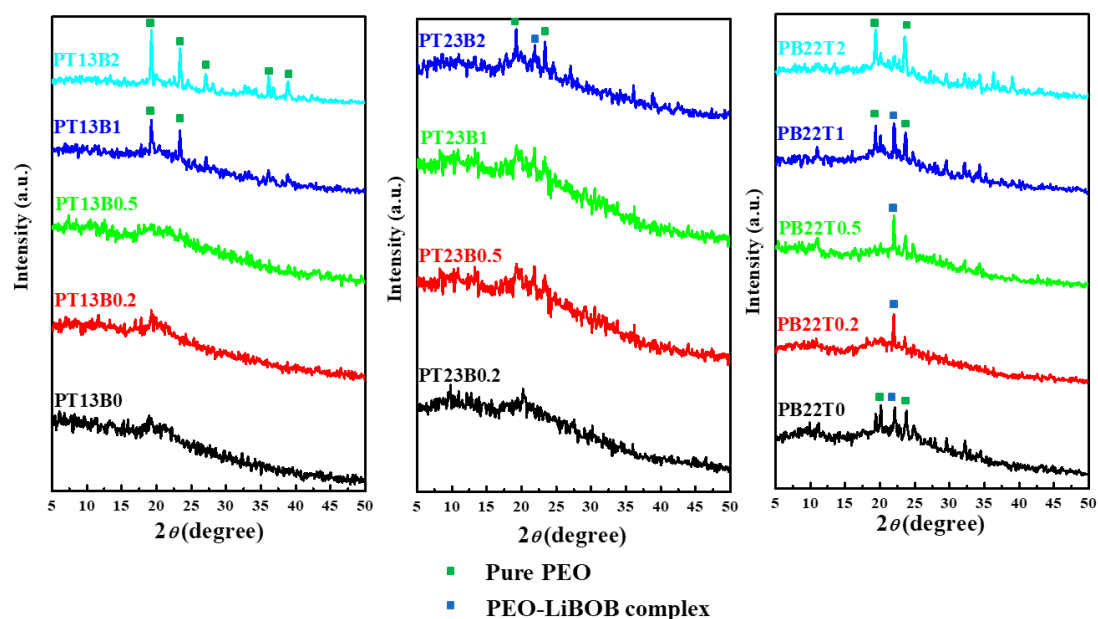 PT13B2
PT13B1
PT13B0.5
PT13B0.2
PT13B0
Intensity (a.u.)
5 10 15 20 25 30 35 40 45 50
2θ(degree)
PT23B2
PT23B1
PT23B0.5
PT23B0.2
Intensity (a.u.)
5 10 15 20 25 30 35 40 45 50
2θ(degree)
PB22T2
PB22T1
PB22T0.5
PB22T0.2
PB22T0
Intensity (a.u.)
5 10 15 20 25 30 35 40 45 50
2θ(degree)
Pure PEO
PEO-LiBOB complex